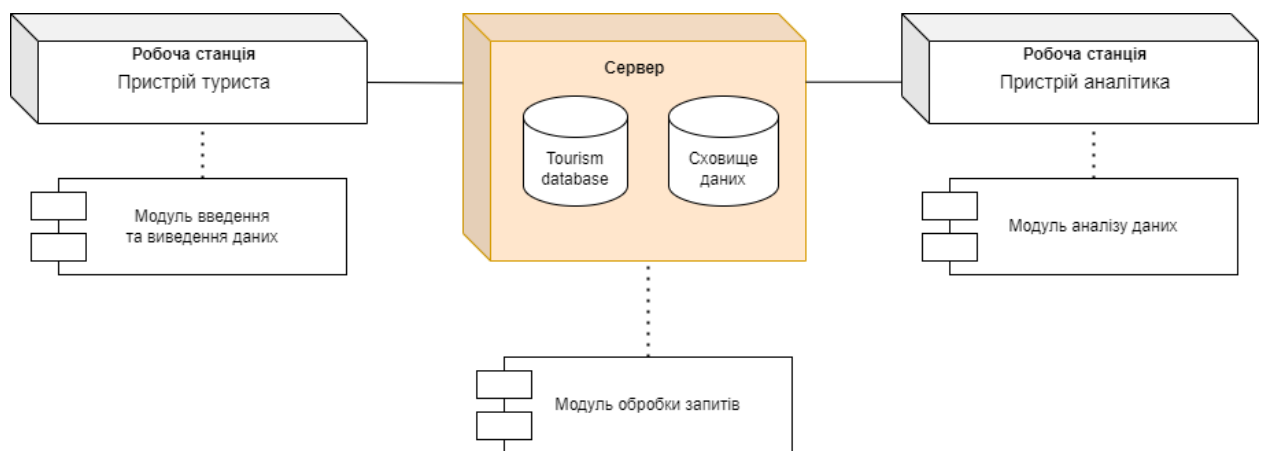 Робоча станція
Пристрій туриста
Сервер
Робоча станція
Пристрій аналітика
Tourism
database
Сховище
даних
Модуль введення
та виведення даних
Модуль аналізу даних
Модуль обробки запитів